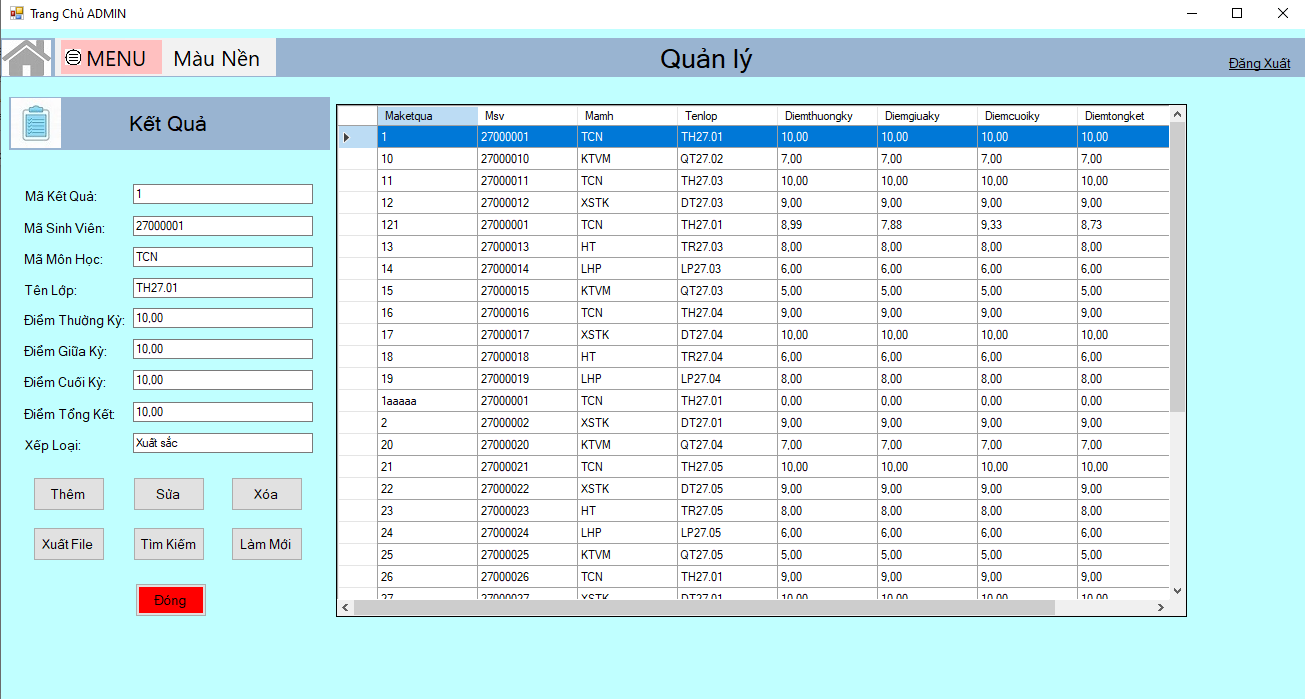 Trang Chủ ADMIN
MENU Màu Nền Quản lý Đăng Xuất
Kết Quả
Mã Kết Quả: 1
Mã Sinh Viên: 27000001
Mã Môn Học: TCN
Tên Lớp: TH27.01
Điểm Thường Kỳ: 10,00
Điểm Giữa Kỳ: 10,00
Điểm Cuối Kỳ: 10,00
Điểm Tổng Kết: 10,00
Xếp Loại: Xuất sắc
Thêm Sửa Xóa
Xuất File Tìm Kiếm Làm Mới
Đóng
Maketqua Msv Mamh Tenlop Diemthuongky Diemgiuaky Diemcuoiky Diemtongket
1 27000001 TCN TH27.01 10,00 10,00 10,00 10,00
10 27000010 KTVM QT27.02 7,00 7,00 7,00 7,00
11 27000011 TCN TH27.03 10,00 10,00 10,00 10,00
12 27000012 XSTK DT27.03 9,00 9,00 9,00 9,00
121 27000001 TCN TH27.01 8,99 7,88 9,33 8,73
13 27000013 HT TR27.03 8,00 8,00 8,00 8,00
14 27000014 LHP LP27.03 6,00 6,00 6,00 6,00
15 27000015 KTVM QT27.03 5,00 5,00 5,00 5,00
16 27000016 TCN TH27.04 9,00 9,00 9,00 9,00
17 27000017 XSTK DT27.04 10,00 10,00 10,00 10,00
18 27000018 HT TR27.04 6,00 6,00 6,00 6,00
19 27000019 LHP LP27.04 8,00 8,00 8,00 8,00
1aaaaa 27000001 TCN TH27.01 0,00 0,00 0,00 0,00
2 27000002 XSTK DT27.01 9,00 9,00 9,00 9,00
20 27000020 KTVM QT27.04 7,00 7,00 7,00 7,00
21 27000021 TCN TH27.05 10,00 10,00 10,00 10,00
22 27000022 XSTK DT27.05 9,00 9,00 9,00 9,00
23 27000023 HT TR27.05 8,00 8,00 8,00 8,00
24 27000024 LHP LP27.05 6,00 6,00 6,00 6,00
25 27000025 KTVM QT27.05 5,00 5,00 5,00 5,00
26 27000026 TCN TH27.01 9,00 9,00 9,00 9,00
27 27000027 XSTK DT27.01 10,00 10,00 10,00 10,00